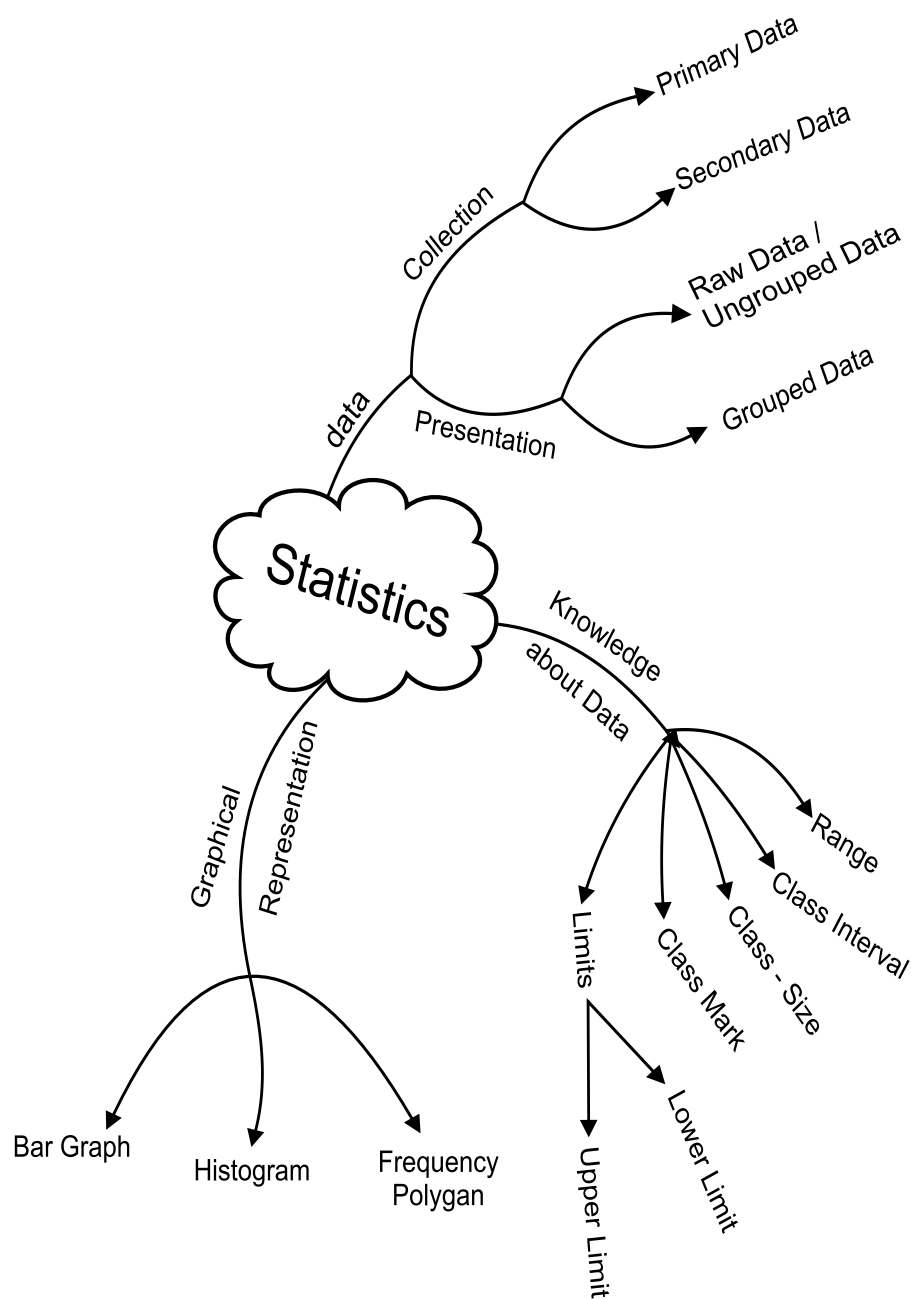 Primary Data
Secondary Data
Collection
Raw Data /
Ungrouped Data
Grouped Data
data
Presentation
Statistics
Knowledge
about Data
Range
Class Interval
Class - Size
Class Mark
Limits
Lower Limit
Upper Limit
Graphical
Representation
Bar Graph
Histogram
Frequency
Polygan